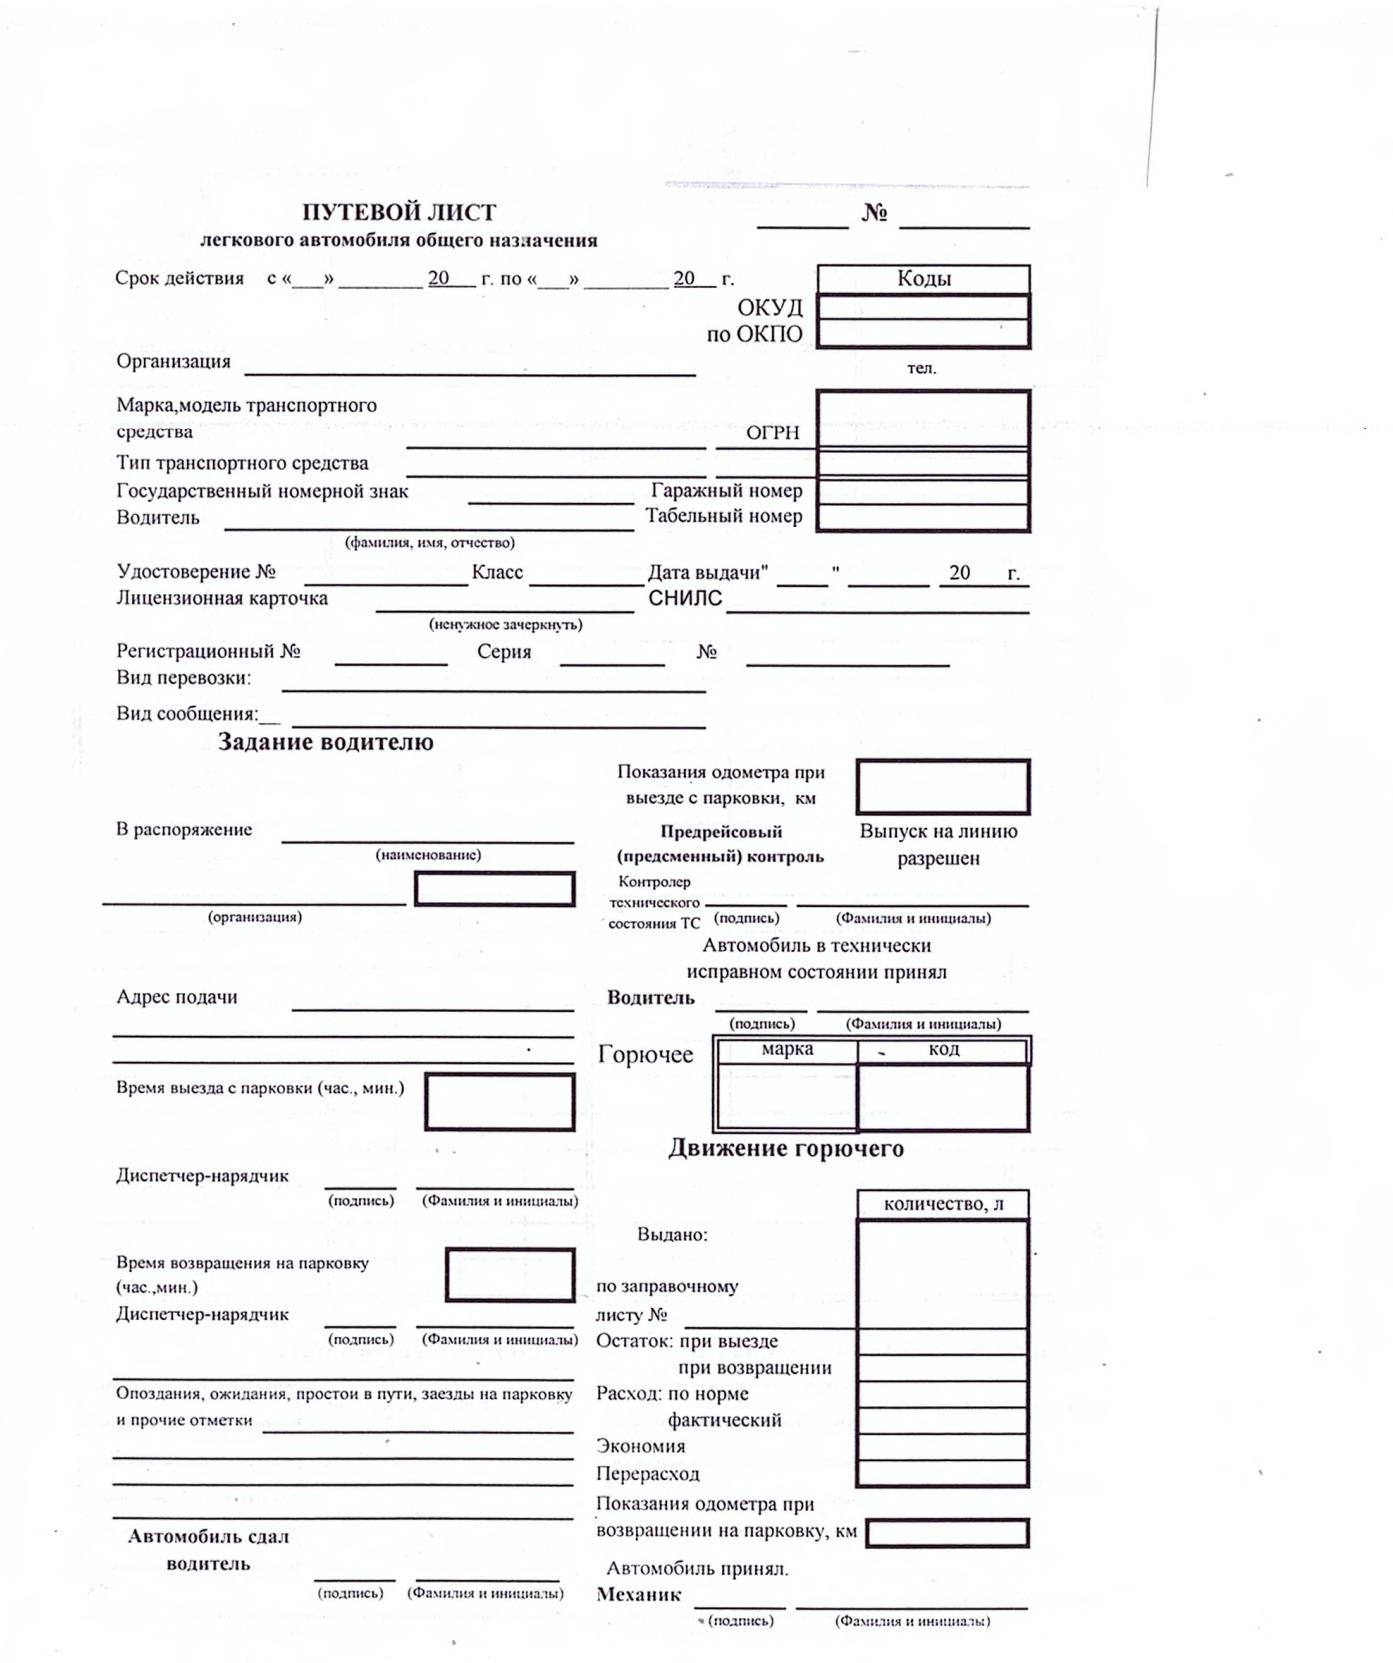 ПУТЕВОЙ ЛИСТ ______ № ______
легкового автомобиля общего назначения
Срок действия с «___» ________ 20___ г. по «___» ________ 20___ г.
Коды
ОКУД
по ОКПО
Организация
тел.
Марка,модель транспортного
средства ОГРН
Тип транспортного средства
Государственный номерной знак Гаражный номер
Водитель Табельный номер
(фамилия, имя, отчество)
Удостоверение № Класс Дата выдачи" ____ " ______ 20 г.
Лицензионная карточка СНИЛС
(ненужное зачеркнуть)
Регистрационный № Серия №
Вид перевозки:
Вид сообщения:__
Задание водителю
Показания одометра при
выезде с парковки, км
В распоряжение
(наименование)
(организация)
Предрейсовый
(предсменный) контроль
Выпуск на линию
разрешен
Контролер
технического
состояния ТС (подпись) (Фамилия и инициалы)
Автомобиль в технически
исправном состоянии принял
Адрес подачи
Водитель
(подпись) (Фамилия и инициалы)
Горючее марка код
Время выезда с парковки (час., мин.)
Движение горючего
Диспетчер-нарядчик
(подпись) (Фамилия и инициалы)
количество, л
Выдано:
Время возвращения на парковку
(час.,мин.)
по заправочному
листу №
Диспетчер-нарядчик
(подпись) (Фамилия и инициалы)
Остаток: при выезде
при возвращении
Опоздания, ожидания, простои в пути, заезды на парковку
и прочие отметки
Расход: по норме
фактический
Экономия
Перерасход
Показания одометра при
возвращении на парковку, км
Автомобиль сдал
водитель
(подпись) (Фамилия и инициалы)
Автомобиль принял.
Механик
(подпись) (Фамилия и инициалы)